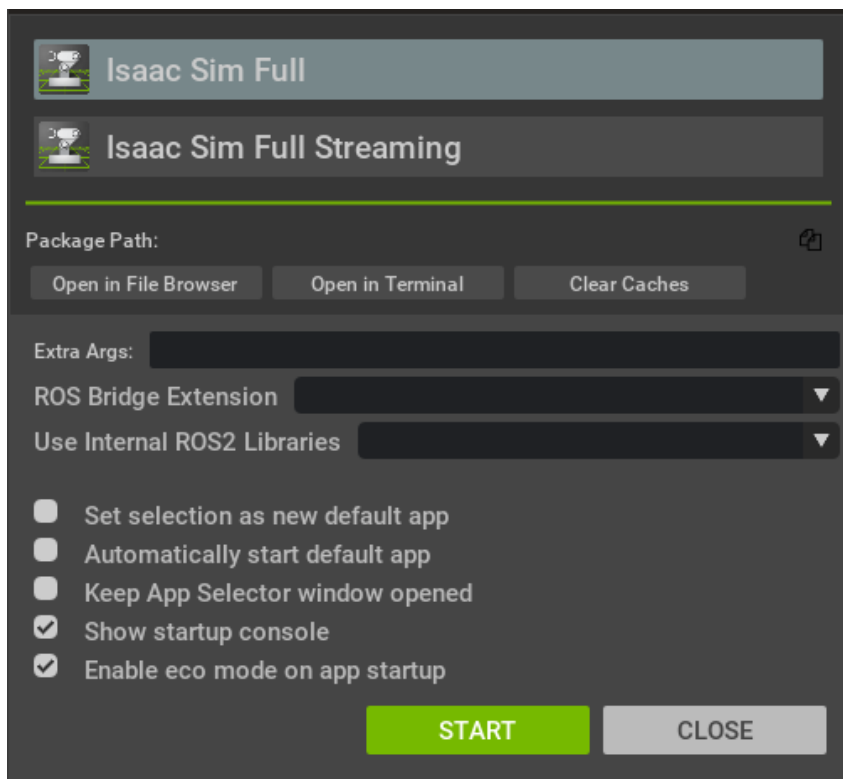 Isaac Sim Full
Isaac Sim Full Streaming
Package Path:
Open in File Browser Open in Terminal Clear Caches
Extra Args:
ROS Bridge Extension
Use Internal ROS2 Libraries
Set selection as new default app
Automatically start default app
Keep App Selector window opened
Show startup console
Enable eco mode on app startup
START CLOSE